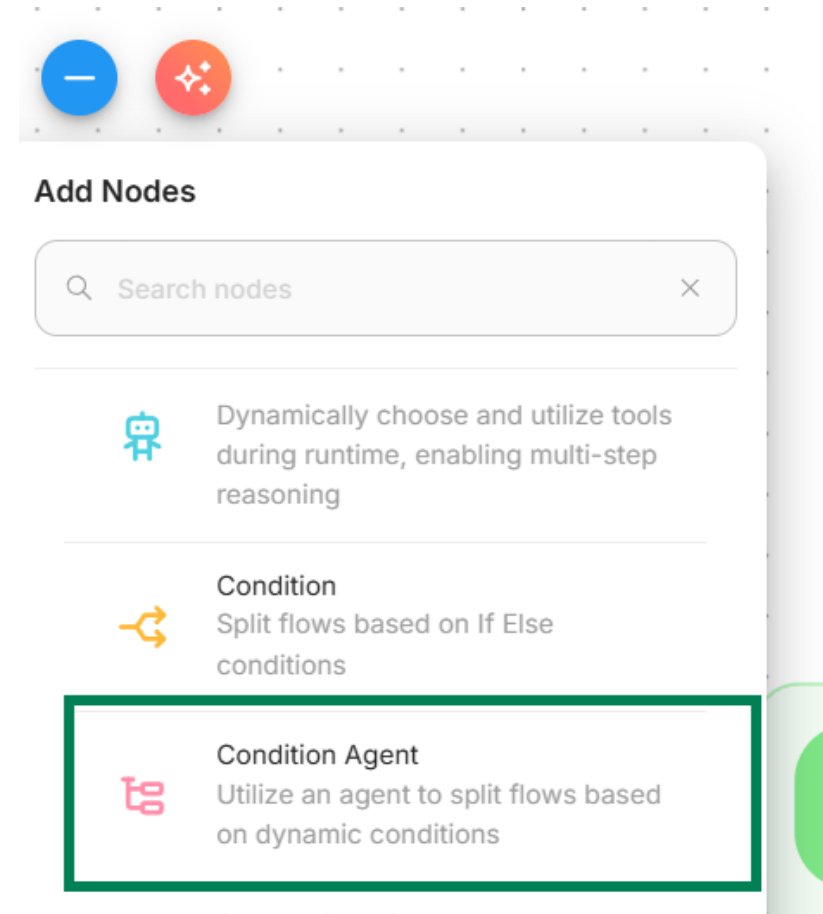 Add Nodes
Search nodes
Dynamically choose and utilize tools
during runtime, enabling multi-step
reasoning
Condition
Split flows based on If Else
conditions
Condition Agent
Utilize an agent to split flows based
on dynamic conditions